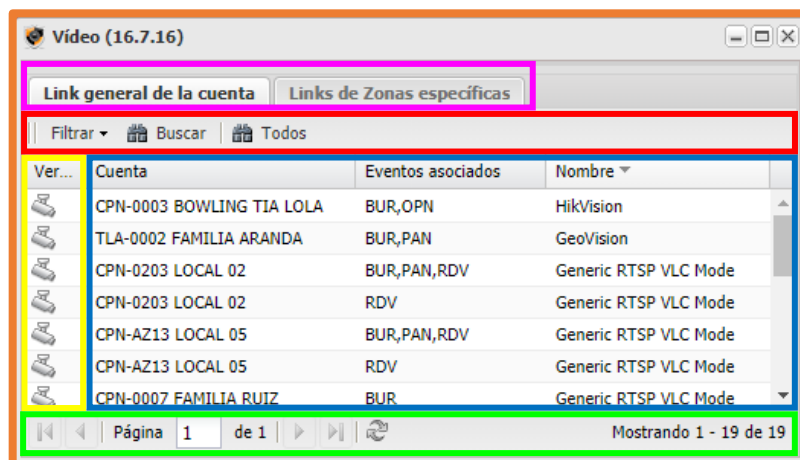 Vídeo (16.7.16)
Link general de la cuenta Links de Zonas específicas
Filtrar Buscar Todos
Ver... Cuenta Eventos asociados Nombre
CPN-0003 BOWLING TIA LOLA BUR,OPN HikVision
TLA-0002 FAMILIA ARANDA BUR,PAN GeoVision
CPN-0203 LOCAL 02 BUR,PAN,RDV Generic RTSP VLC Mode
CPN-0203 LOCAL 02 RDV Generic RTSP VLC Mode
CPN-AZ13 LOCAL 05 BUR,PAN,RDV Generic RTSP VLC Mode
CPN-AZ13 LOCAL 05 RDV Generic RTSP VLC Mode
CPN-0007 FAMILIA RUIZ BUR Generic RTSP VLC Mode
Página 1 de 1 Mostrando 1 - 19 de 19